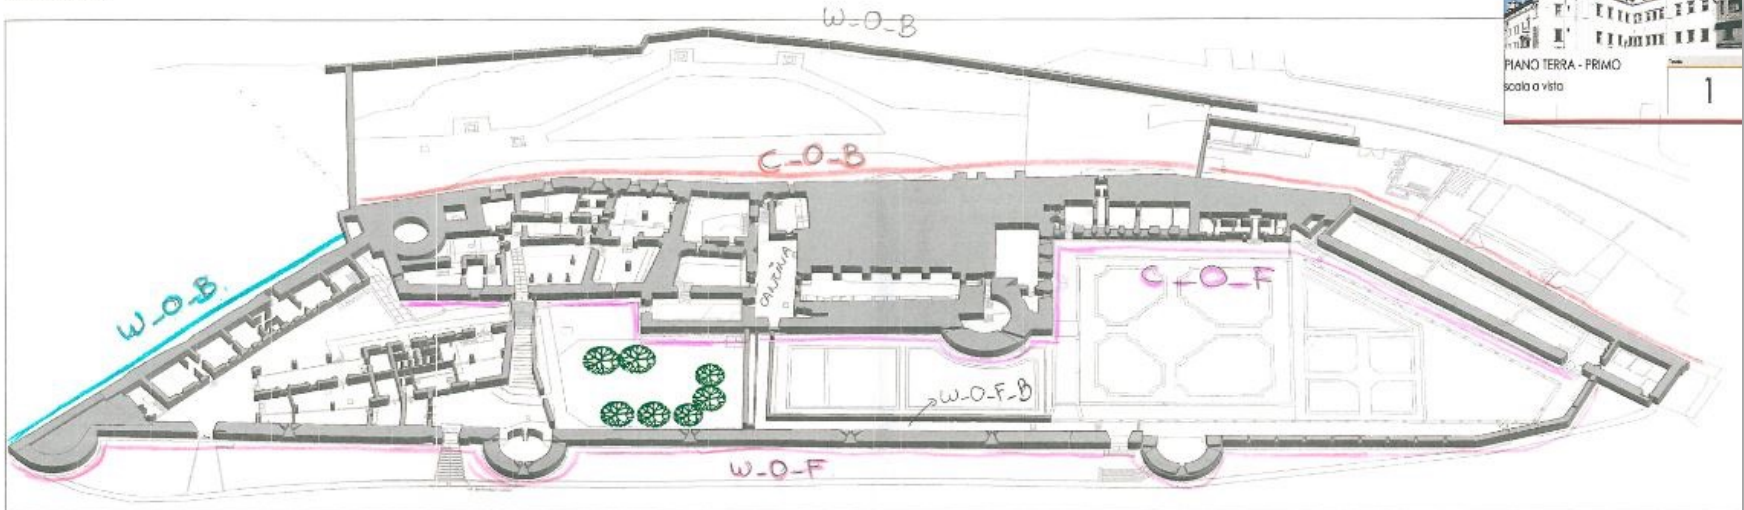 W-O-B
PIANO TERRA - PRIMO
scala a vista
1
C-O-B
W-O-B.
CANTINA
C-O-F
W-O-F-B
W-O-F